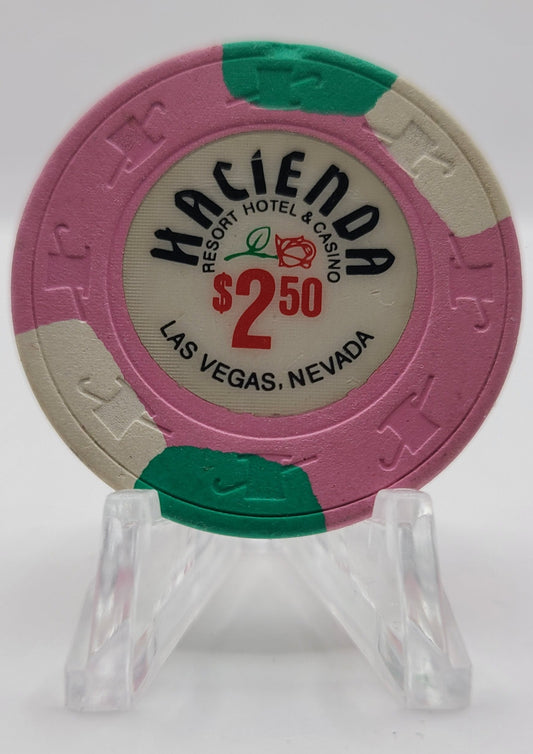 HACIENDA
RESORT HOTEL & CASINO
$2.50
LAS VEGAS, NEVADA